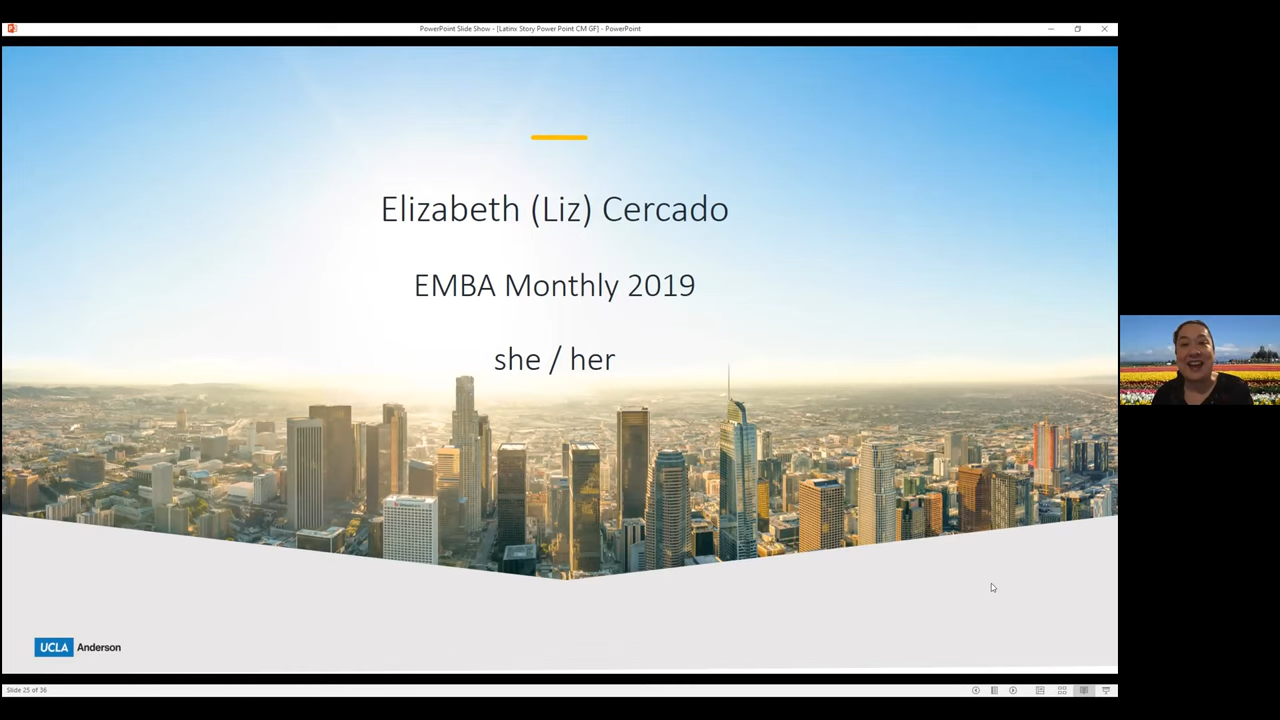 PowerPoint Slide Show - [Latinx Story Power Point CM GF] - PowerPoint
Elizabeth (Liz) Cercado
EMBA Monthly 2019
she / her
UCLA Anderson
Slide 25 of 36